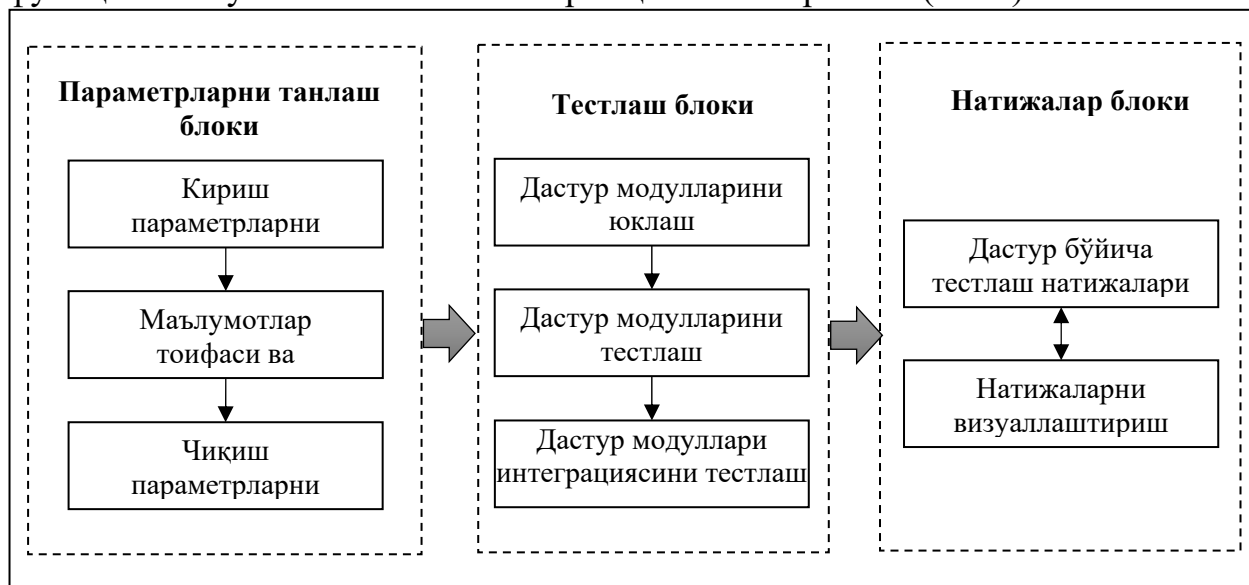 Параметрларни танлаш
блоки
Кириш
параметрларни
Маълумотлар
тоифаси ва
Чиқиш
параметрларни
Тестлаш блоки
Дастур модулларини
юклаш
Дастур модулларини
тестлаш
Дастур модуллари
интеграциясини тестлаш
Натижалар блоки
Дастур бўйича
тестлаш натижалари
Натижаларни
визуаллаштириш